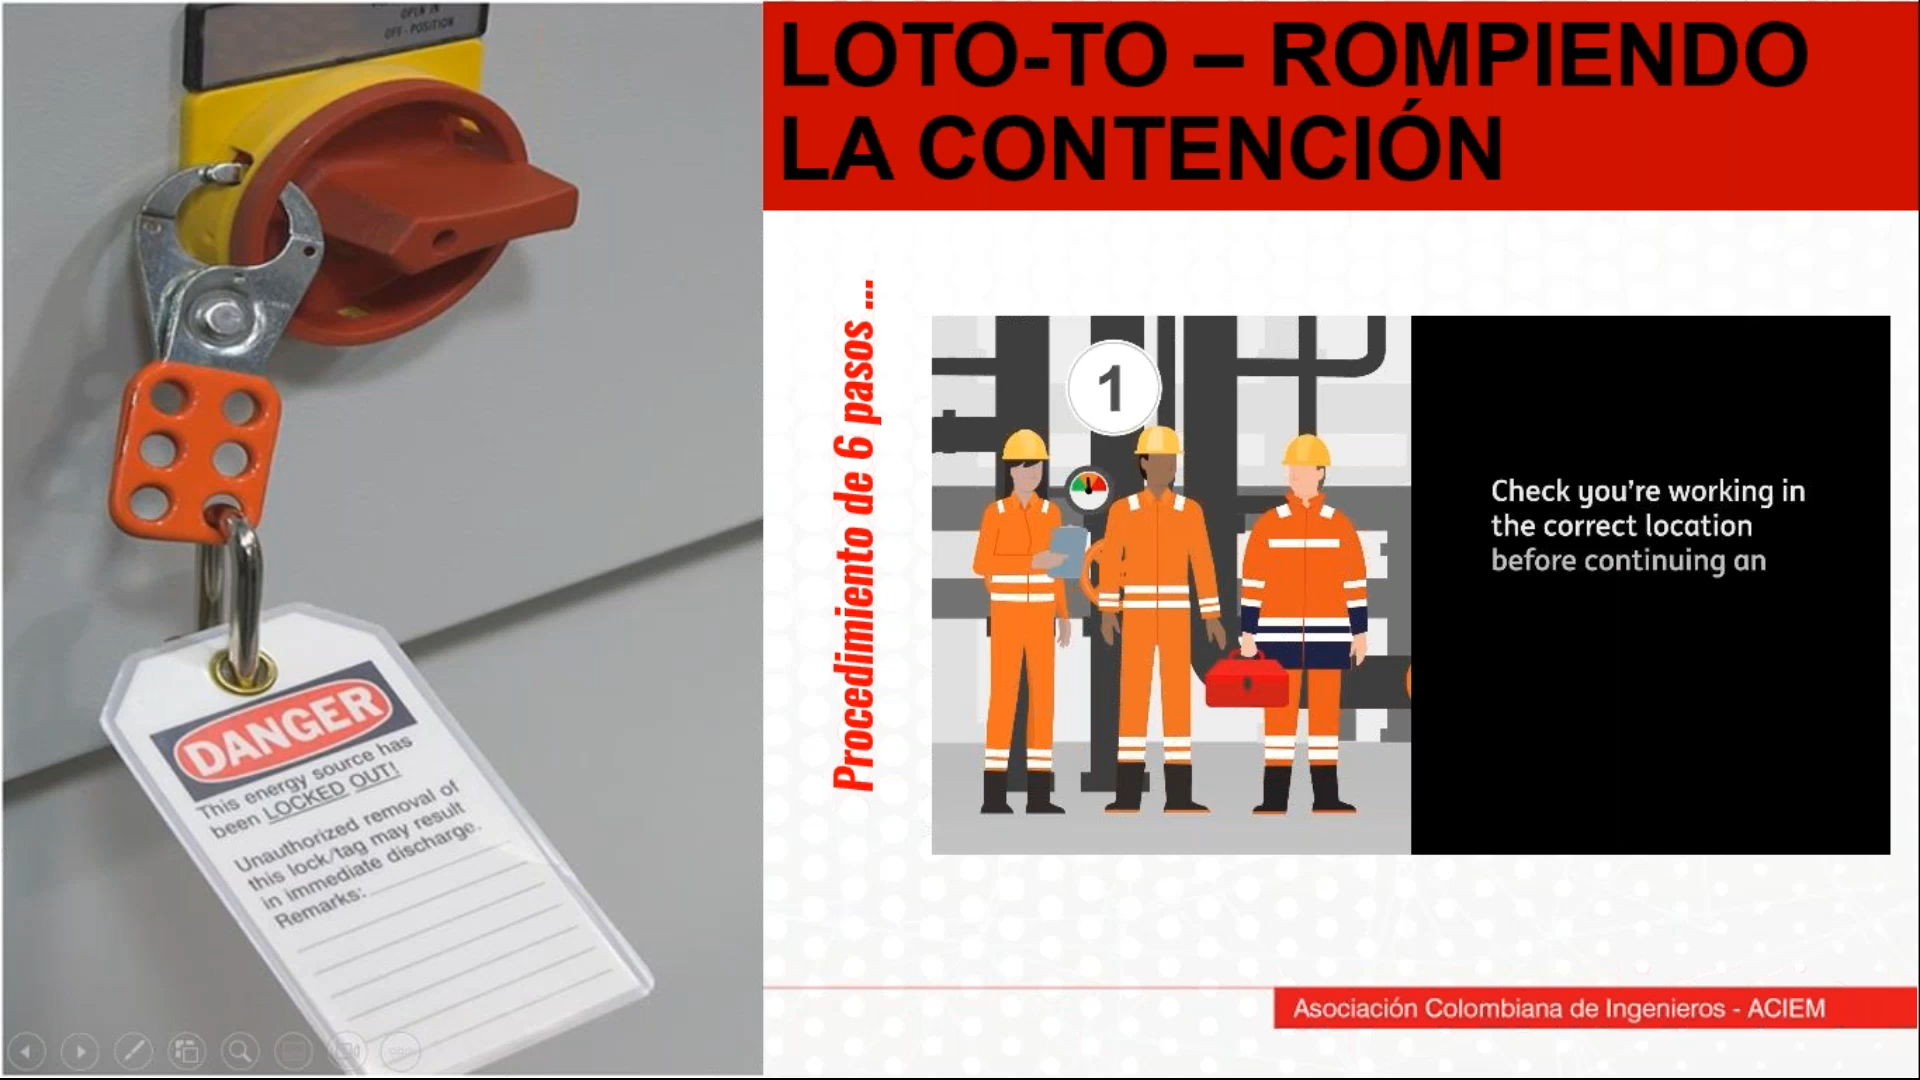 OPEN IN
OFF - POSITION
DANGER
This energy source has
been LOCKED OUT!
Unauthorized removal of
this lock/tag may result
in immediate discharge.
Remarks:
LOTO-TO – ROMPIENDO
LA CONTENCIÓN
Procedimiento de 6 pasos ...
1
Check you’re working in
the correct location
before continuing an
Asociación Colombiana de Ingenieros - ACIEM